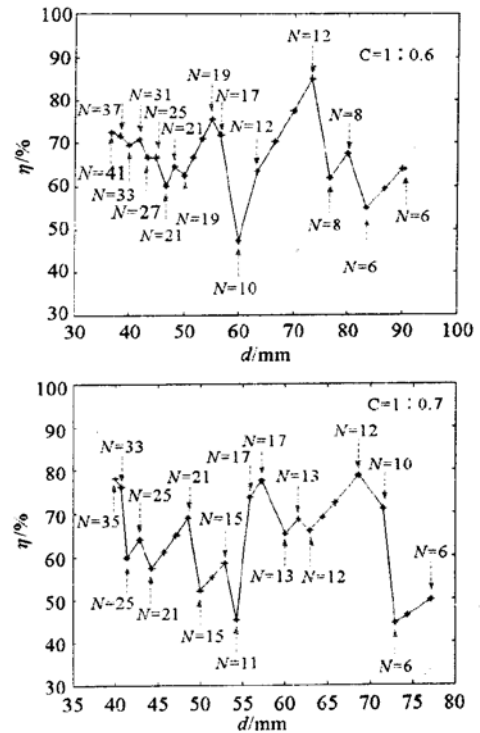 100
N=12
C=1：0.6
90
80
N=19
N=31
N=37
N=25
N=17
N=8
N=21
N=12
70
η/%
60
N=41
N=33
N=27
N=19
N=8
N=6
50
N=21
N=6
40
N=10
30
30 40 50 60 70 80 90 100
d/mm
100
C=1：0.7
90
N=12
N=33
N=17
N=21
N=17
N=13
N=10
80
N=25
70
N=15
N=35
η/%
60
N=6
N=13
N=12
50
N=25
N=21
N=15
40
N=11
N=6
30
35 40 45 50 55 60 65 70 75 80
d/mm